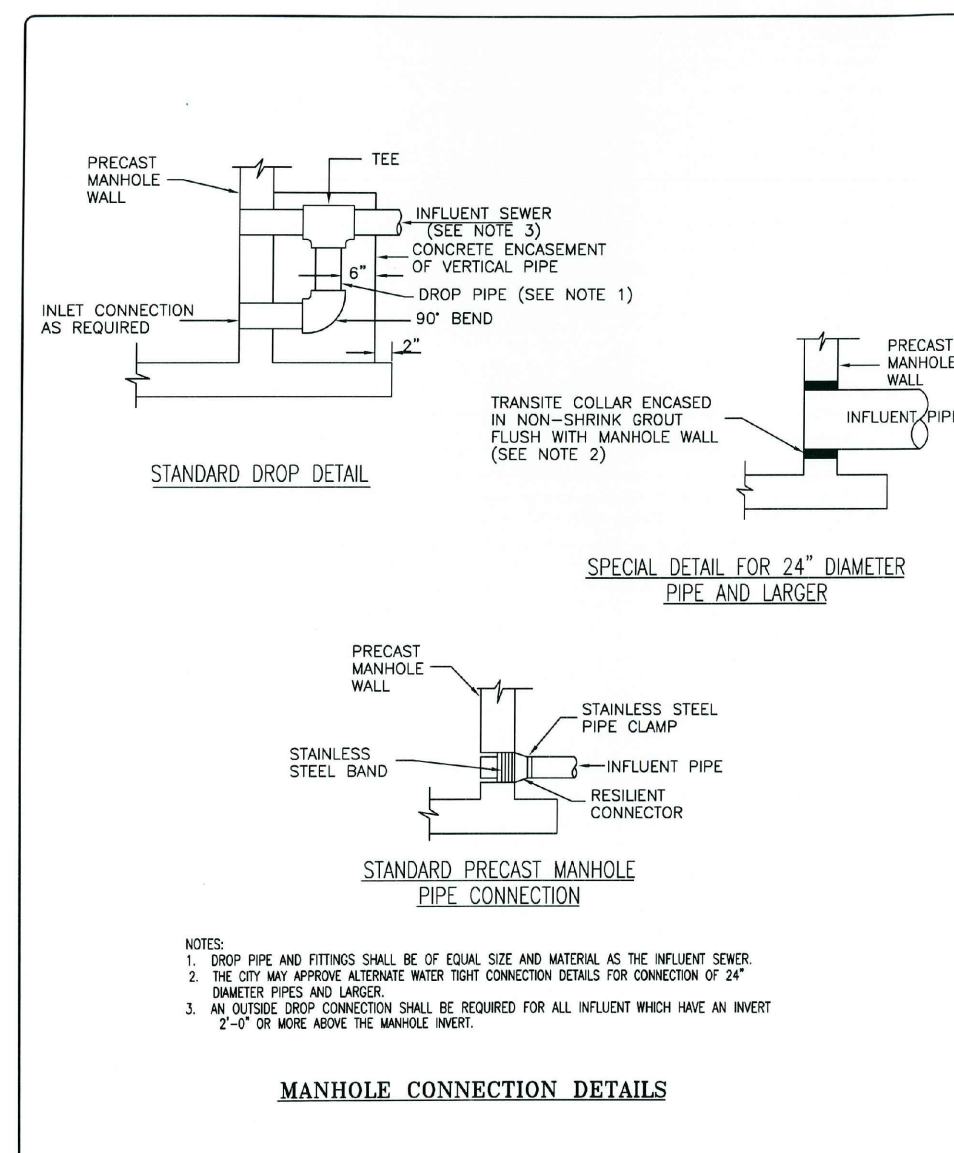 PRECAST
MANHOLE
WALL
TEE
INFLUENT SEWER
(SEE NOTE 3)
CONCRETE ENCASEMENT
OF VERTICAL PIPE
6"
DROP PIPE (SEE NOTE 1)
INLET CONNECTION
AS REQUIRED
90° BEND
2"
STANDARD DROP DETAIL
PRECAST
MANHOLE
WALL
TRANSITE COLLAR ENCASED
IN NON-SHRINK GROUT
FLUSH WITH MANHOLE WALL
(SEE NOTE 2)
INFLUENT PIPE
SPECIAL DETAIL FOR 24" DIAMETER
PIPE AND LARGER
PRECAST
MANHOLE
WALL
STAINLESS STEEL
PIPE CLAMP
STAINLESS
STEEL BAND
INFLUENT PIPE
RESILIENT
CONNECTOR
STANDARD PRECAST MANHOLE
PIPE CONNECTION
NOTES:
1. DROP PIPE AND FITTINGS SHALL BE OF EQUAL SIZE AND MATERIAL AS THE INFLUENT SEWER.
2. THE CITY MAY APPROVE ALTERNATE WATER TIGHT CONNECTION DETAILS FOR CONNECTION OF 24"
DIAMETER PIPES AND LARGER.
3. AN OUTSIDE DROP CONNECTION SHALL BE REQUIRED FOR ALL INFLUENT WHICH HAVE AN INVERT
2'-0" OR MORE ABOVE THE MANHOLE INVERT.
MANHOLE CONNECTION DETAILS